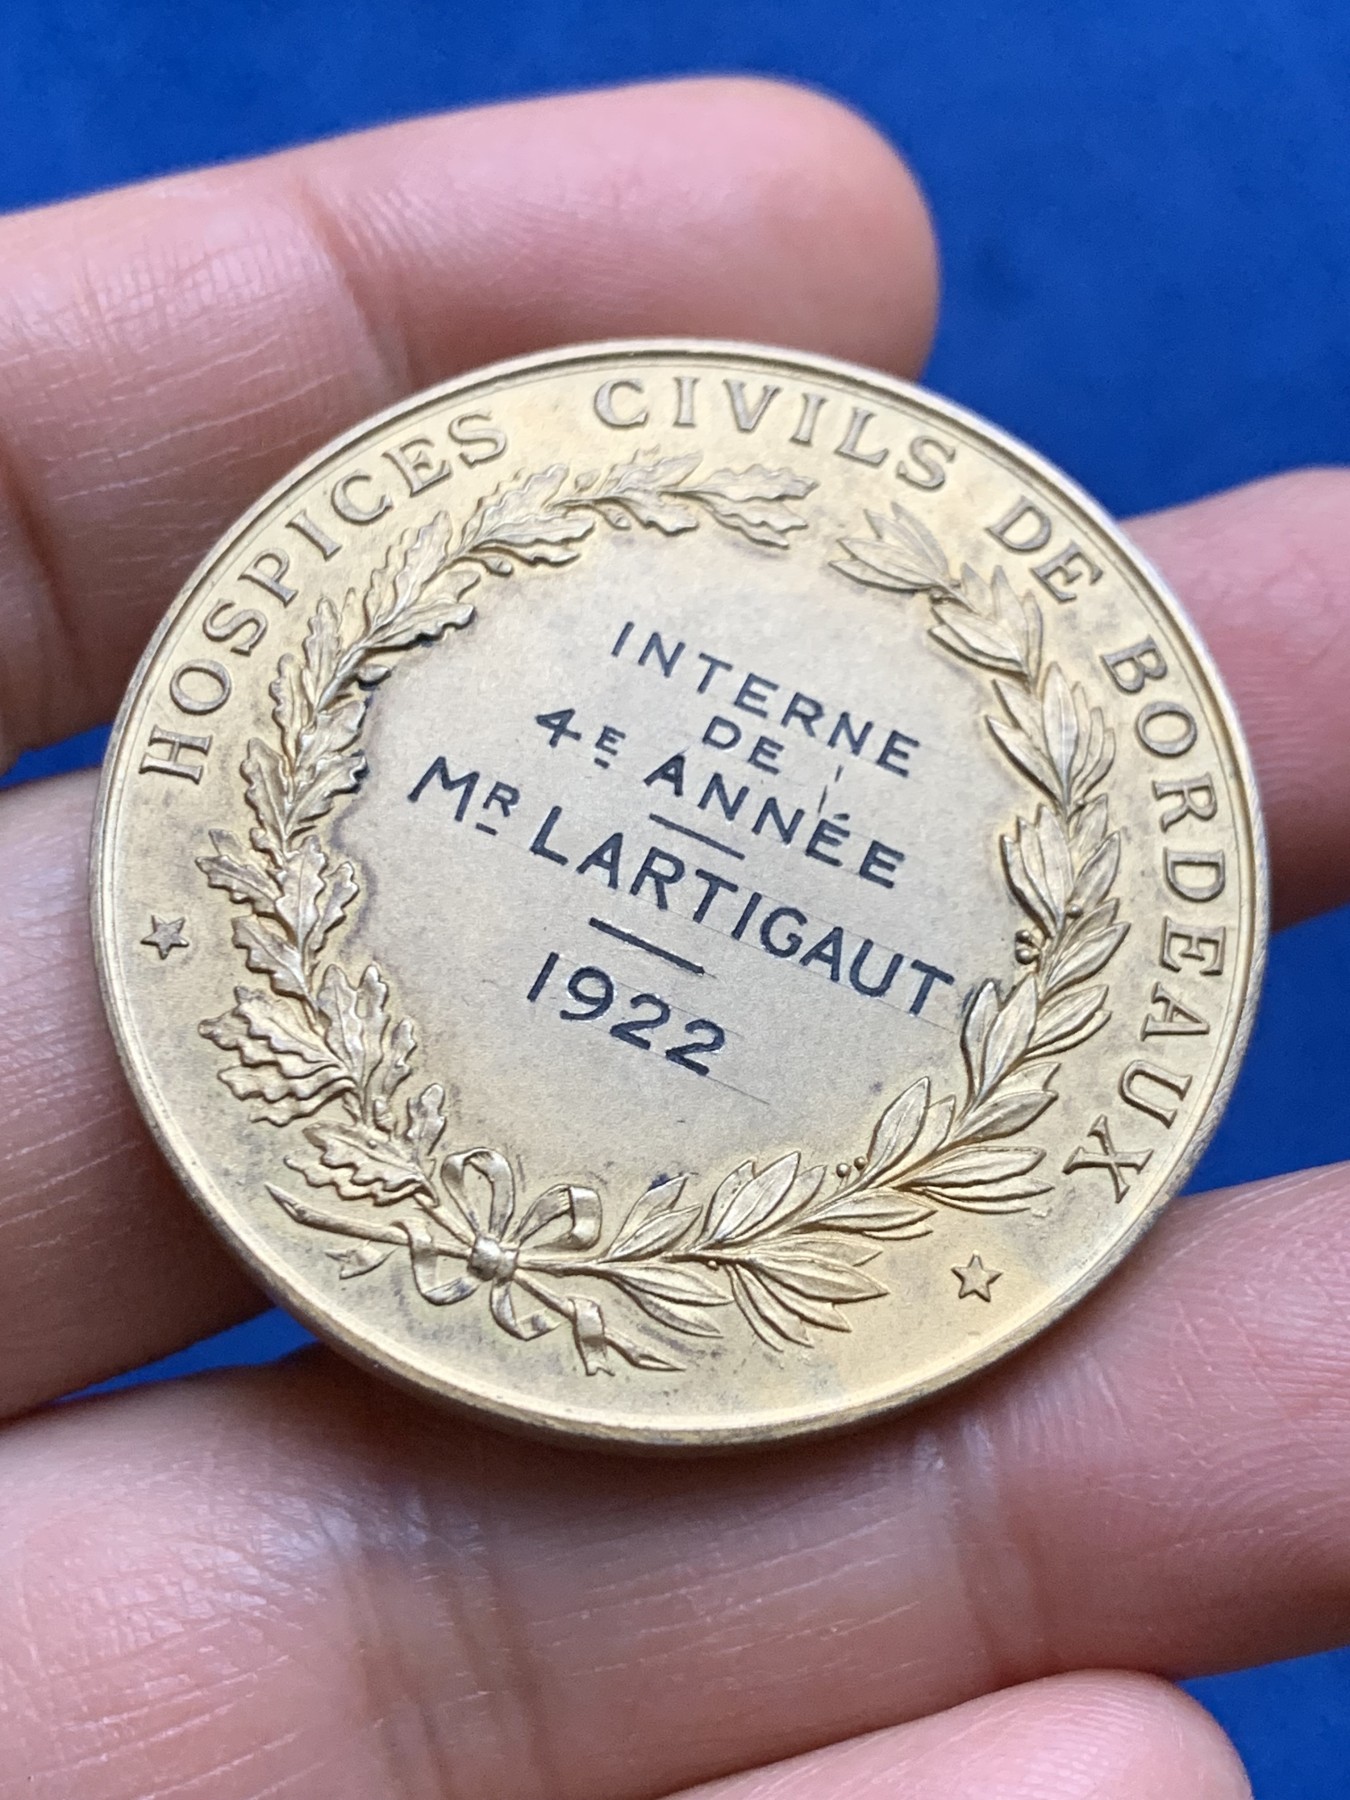 HOSPICES CIVILS DE BORDEAUX
INTERNE
DE
4E ANNÉE
MR LARTIGAUT
1922